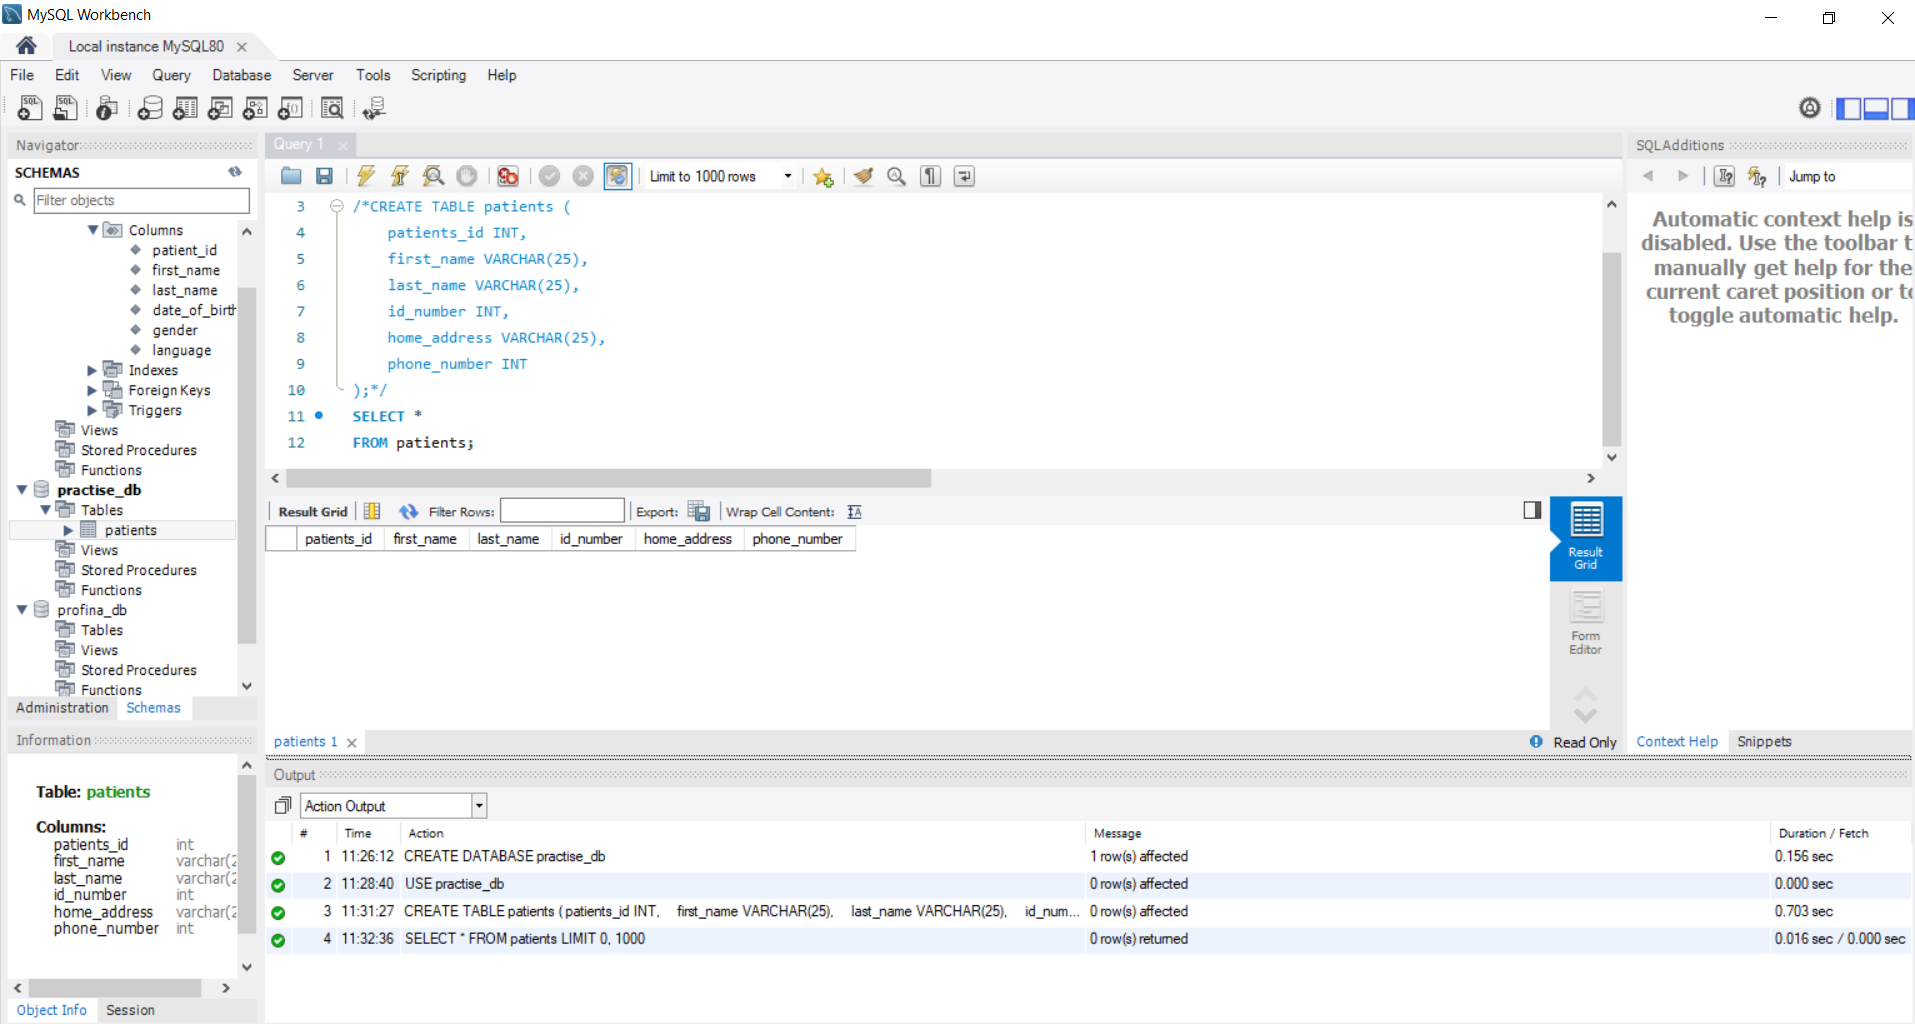 MySQL Workbench
Local instance MySQL80
File Edit View Query Database Server Tools Scripting Help
Navigator
SCHEMAS
Filter objects
Columns
patient_id
first_name
last_name
date_of_birth
gender
language
Indexes
Foreign Keys
Triggers
Views
Stored Procedures
Functions
practise_db
Tables
patients
Views
Stored Procedures
Functions
profina_db
Tables
Views
Stored Procedures
Functions
Administration Schemas
Information
Table: patients
Columns:
patients_id int
first_name varchar(2
last_name varchar(2
id_number int
home_address varchar(2
phone_number int
Object Info Session
Query 1
Limit to 1000 rows
3 /*CREATE TABLE patients (
4 patients_id INT,
5 first_name VARCHAR(25),
6 last_name VARCHAR(25),
7 id_number INT,
8 home_address VARCHAR(25),
9 phone_number INT
10 );*/
11 SELECT *
12 FROM patients;
Result Grid Filter Rows: Export: Wrap Cell Content:
patients_id first_name last_name id_number home_address phone_number
Result Grid
Form Editor
patients 1
Read Only
SQLAdditions
Jump to
Automatic context help is
disabled. Use the toolbar t
manually get help for the
current caret position or to
toggle automatic help.
Context Help Snippets
Output
Action Output
# Time Action Message Duration / Fetch
1 11:26:12 CREATE DATABASE practise_db 1 row(s) affected 0.156 sec
2 11:28:40 USE practise_db 0 row(s) affected 0.000 sec
3 11:31:27 CREATE TABLE patients ( patients_id INT, first_name VARCHAR(25), last_name VARCHAR(25), id_num... 0 row(s) affected 0.703 sec
4 11:32:36 SELECT * FROM patients LIMIT 0, 1000 0 row(s) returned 0.016 sec / 0.000 sec